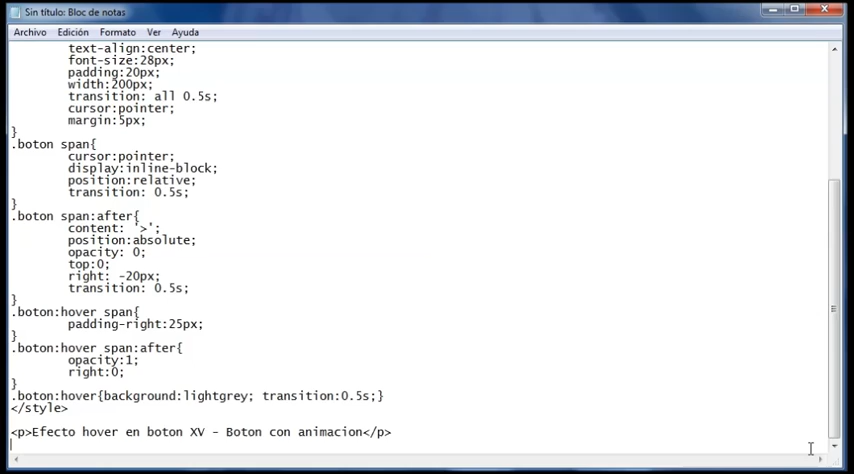 Sin título: Bloc de notas
Archivo Edición Formato Ver Ayuda
text-align:center;
font-size:28px;
padding:20px;
width:200px;
transition: all 0.5s;
cursor:pointer;
margin:5px;
}
.boton span{
cursor:pointer;
display:inline-block;
position:relative;
transition: 0.5s;
}
.boton span:after{
content: '>';
position:absolute;
opacity: 0;
top:0;
right: -20px;
transition: 0.5s;
}
.boton:hover span{
padding-right:25px;
}
.boton:hover span:after{
opacity:1;
right:0;
}
.boton:hover{background:lightgrey; transition:0.5s;}
</style>
<p>Efecto hover en boton XV - Boton con animacion</p>